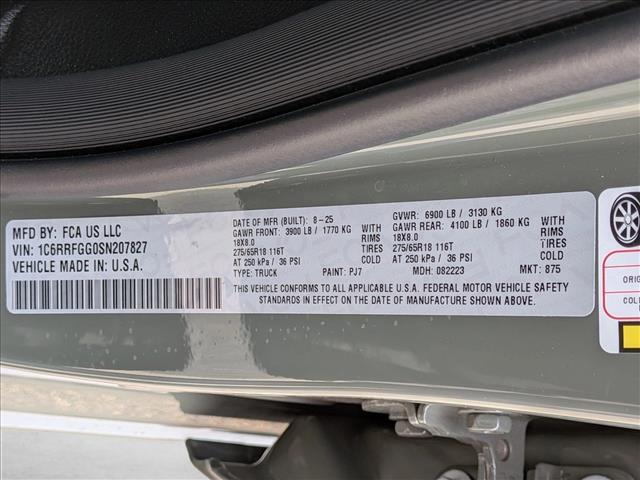 MFD BY: FCA US LLC
VIN: 1C6RRFGG0SN207827
VEHICLE MADE IN: U.S.A.
DATE OF MFR (BUILT): 8-25 GVWR: 6900 LB / 3130 KG
GAWR FRONT: 3900 LB / 1770 KG WITH GAWR REAR: 4100 LB / 1860 KG WITH
18X8.0 RIMS 18X8.0 RIMS
275/65R18 116T TIRES 275/65R18 116T TIRES
AT 250 kPa / 36 PSI COLD AT 250 kPa / 36 PSI COLD
TYPE: TRUCK PAINT: PJ7 MDH: 082223 MKT: 875
THIS VEHICLE CONFORMS TO ALL APPLICABLE U.S.A. FEDERAL MOTOR VEHICLE SAFETY
STANDARDS IN EFFECT ON THE DATE OF MANUFACTURE SHOWN ABOVE.